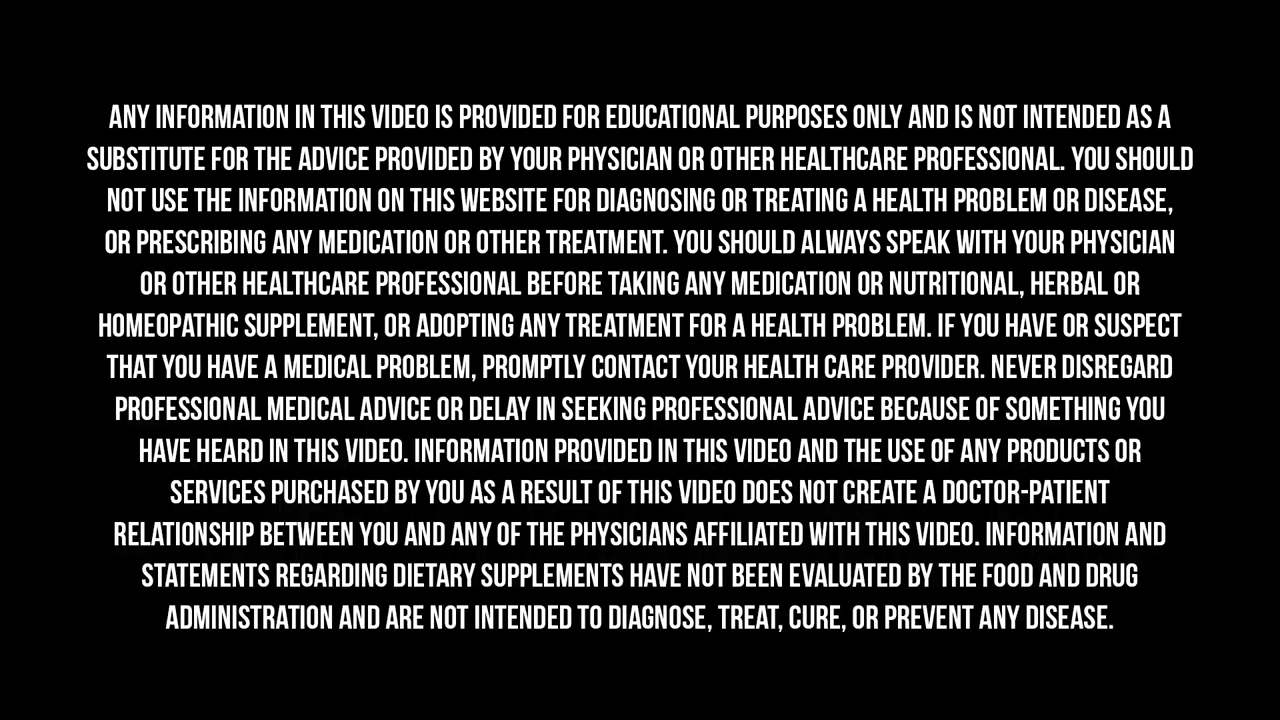 ANY INFORMATION IN THIS VIDEO IS PROVIDED FOR EDUCATIONAL PURPOSES ONLY AND IS NOT INTENDED AS A
SUBSTITUTE FOR THE ADVICE PROVIDED BY YOUR PHYSICIAN OR OTHER HEALTHCARE PROFESSIONAL. YOU SHOULD
NOT USE THE INFORMATION ON THIS WEBSITE FOR DIAGNOSING OR TREATING A HEALTH PROBLEM OR DISEASE,
OR PRESCRIBING ANY MEDICATION OR OTHER TREATMENT. YOU SHOULD ALWAYS SPEAK WITH YOUR PHYSICIAN
OR OTHER HEALTHCARE PROFESSIONAL BEFORE TAKING ANY MEDICATION OR NUTRITIONAL, HERBAL OR
HOMEOPATHIC SUPPLEMENT, OR ADOPTING ANY TREATMENT FOR A HEALTH PROBLEM. IF YOU HAVE OR SUSPECT
THAT YOU HAVE A MEDICAL PROBLEM, PROMPTLY CONTACT YOUR HEALTH CARE PROVIDER. NEVER DISREGARD
PROFESSIONAL MEDICAL ADVICE OR DELAY IN SEEKING PROFESSIONAL ADVICE BECAUSE OF SOMETHING YOU
HAVE HEARD IN THIS VIDEO. INFORMATION PROVIDED IN THIS VIDEO AND THE USE OF ANY PRODUCTS OR
SERVICES PURCHASED BY YOU AS A RESULT OF THIS VIDEO DOES NOT CREATE A DOCTOR-PATIENT
RELATIONSHIP BETWEEN YOU AND ANY OF THE PHYSICIANS AFFILIATED WITH THIS VIDEO. INFORMATION AND
STATEMENTS REGARDING DIETARY SUPPLEMENTS HAVE NOT BEEN EVALUATED BY THE FOOD AND DRUG
ADMINISTRATION AND ARE NOT INTENDED TO DIAGNOSE, TREAT, CURE, OR PREVENT ANY DISEASE.